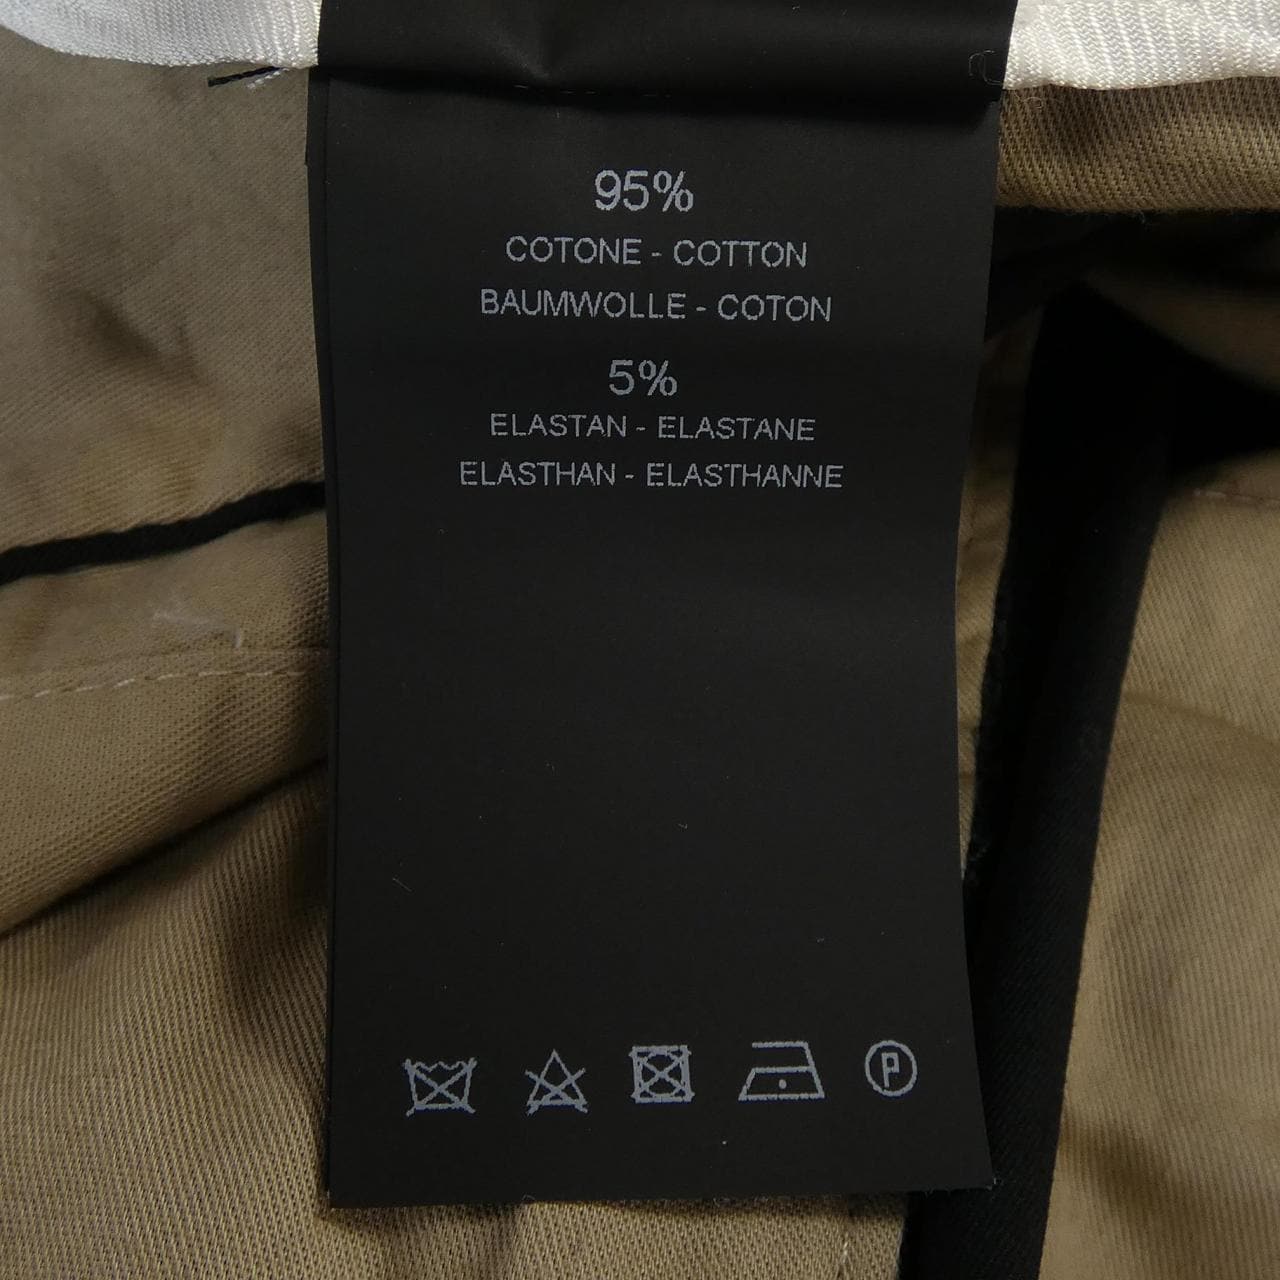 95%
COTONE - COTTON
BAUMWOLLE - COTON
5%
ELASTAN - ELASTANE
ELASTHAN - ELASTHANNE
P